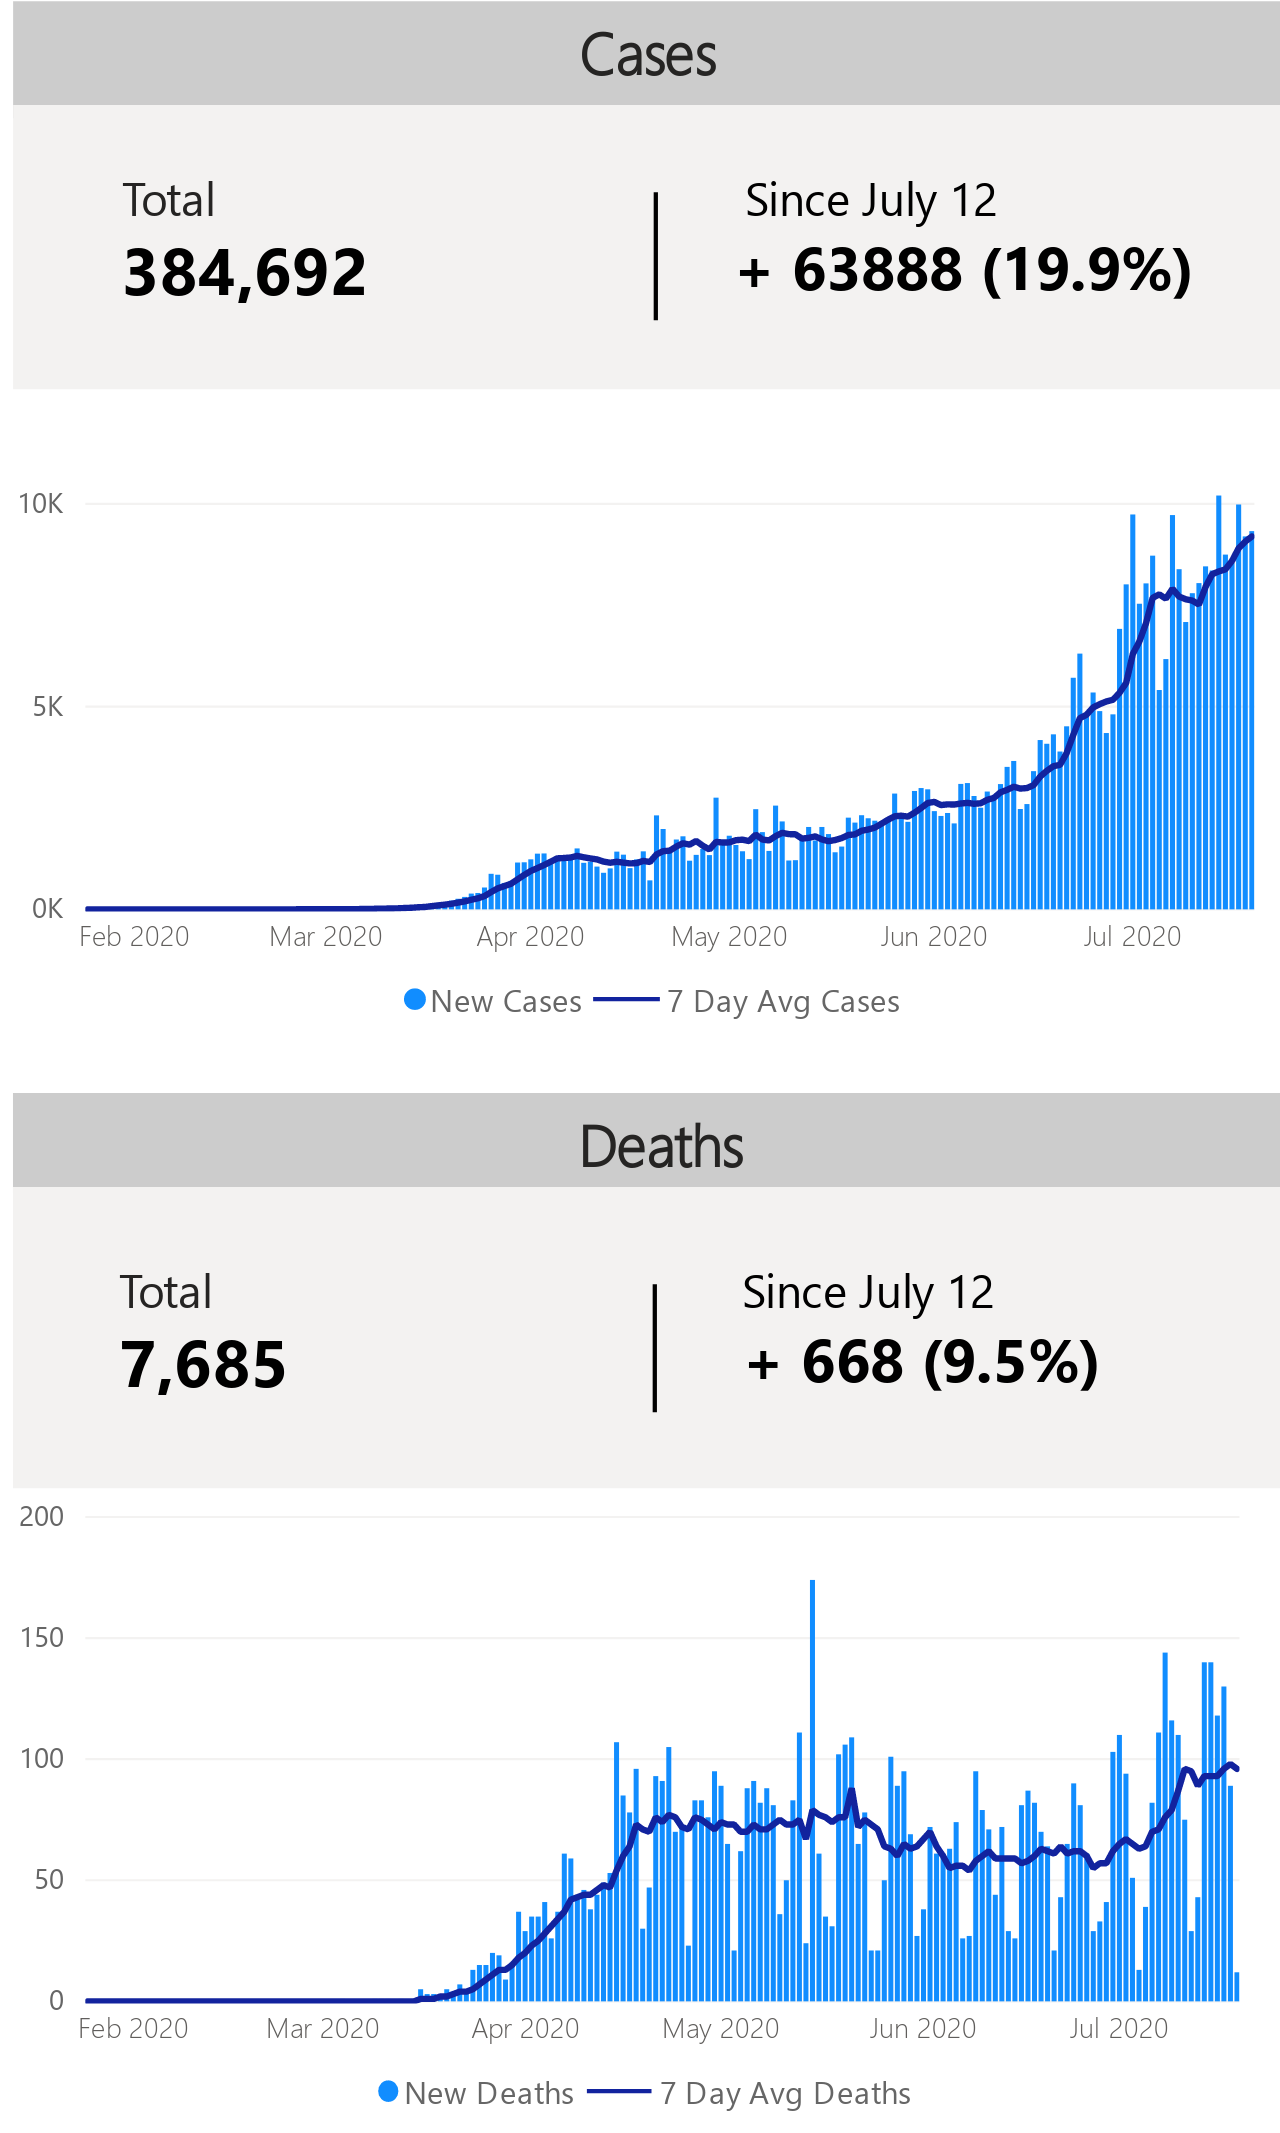 Cases
Total
384,692
Since July 12
+ 63888 (19.9%)
10K
5K
0K
Feb 2020 Mar 2020 Apr 2020 May 2020 Jun 2020 Jul 2020
New Cases 7 Day Avg Cases
Deaths
Total
7,685
Since July 12
+ 668 (9.5%)
200
150
100
50
0
Feb 2020 Mar 2020 Apr 2020 May 2020 Jun 2020 Jul 2020
New Deaths 7 Day Avg Deaths